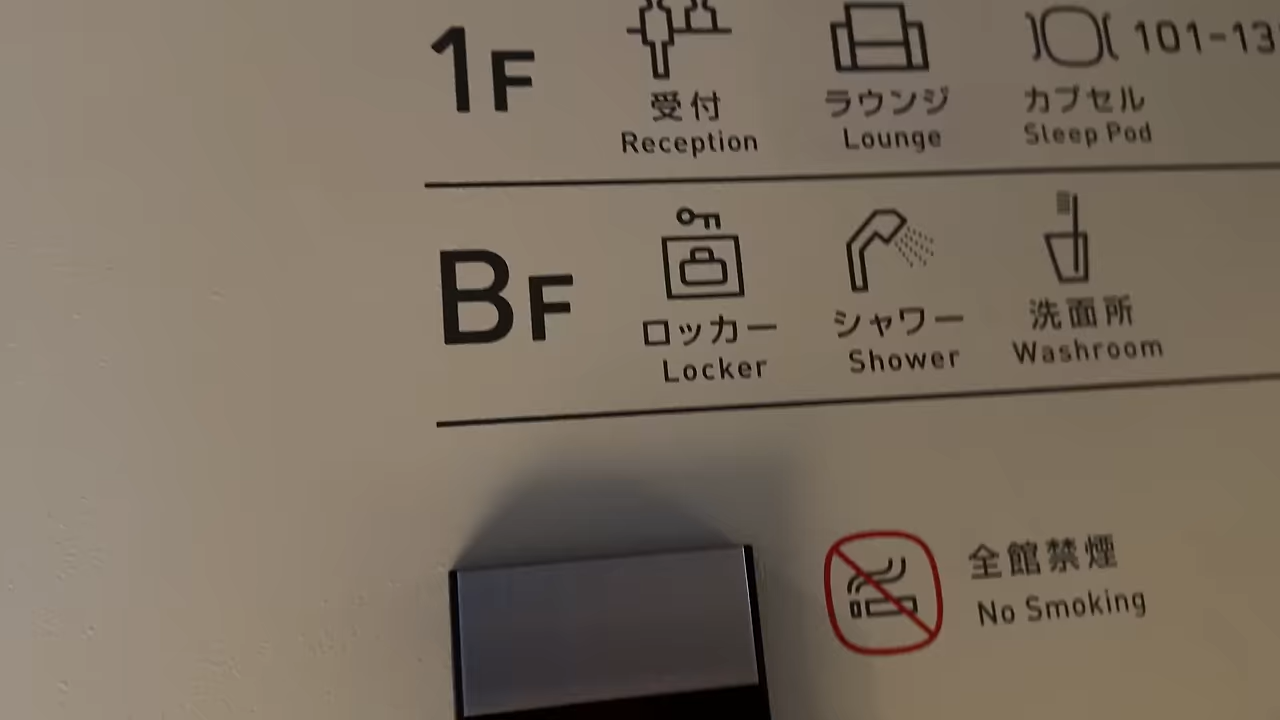 1F
受付
Reception
ラウンジ
Lounge
カプセル
Sleep Pod
BF
ロッカー
Locker
シャワー
Shower
洗面所
Washroom
全館禁煙
No Smoking